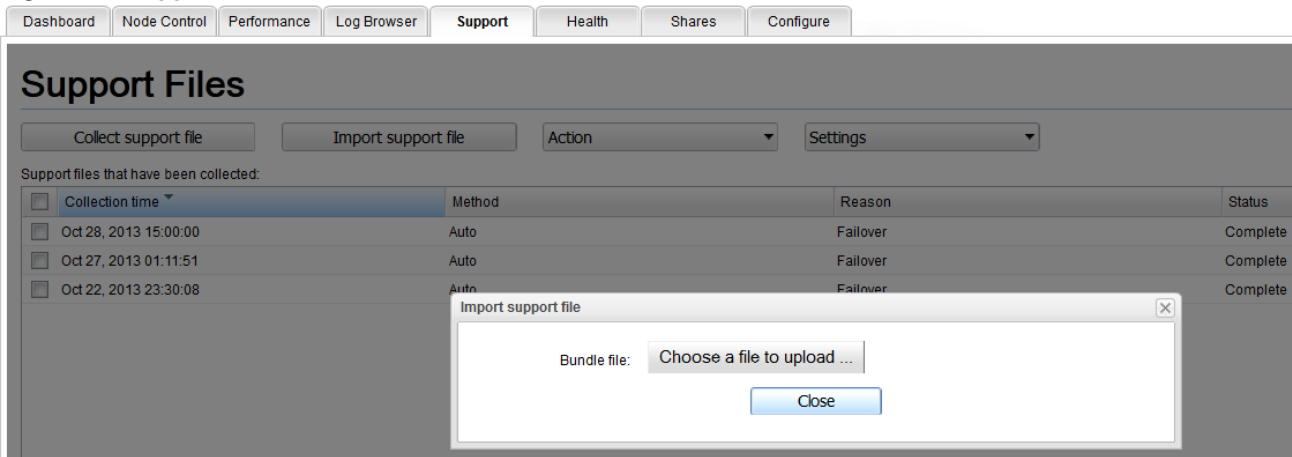 Dashboard Node Control Performance Log Browser Support Health Shares Configure
Support Files
Collect support file Import support file Action Settings
Support files that have been collected:
Collection time Method Reason Status
Oct 28, 2013 15:00:00 Auto Failover Complete
Oct 27, 2013 01:11:51 Auto Failover Complete
Oct 22, 2013 23:30:08 Auto Failover Complete
Import support file
Bundle file: Choose a file to upload ...
Close